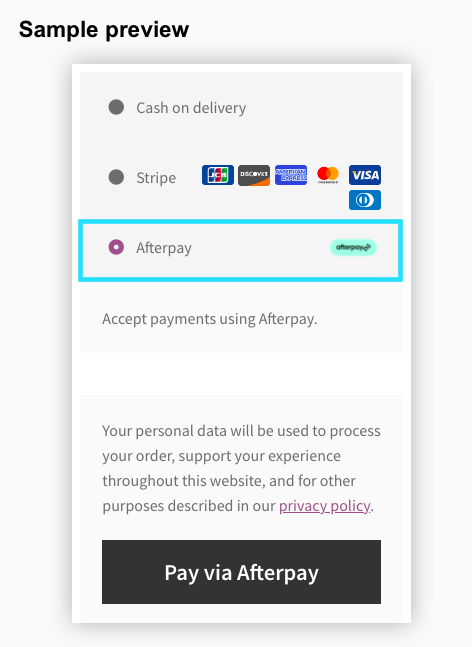 Sample preview
Cash on delivery
Stripe JCB DISCOVER AMERICAN EXPRESS mastercard VISA
Afterpay afterpay
Accept payments using Afterpay.
Your personal data will be used to process
your order, support your experience
throughout this website, and for other
purposes described in our privacy policy.
Pay via Afterpay